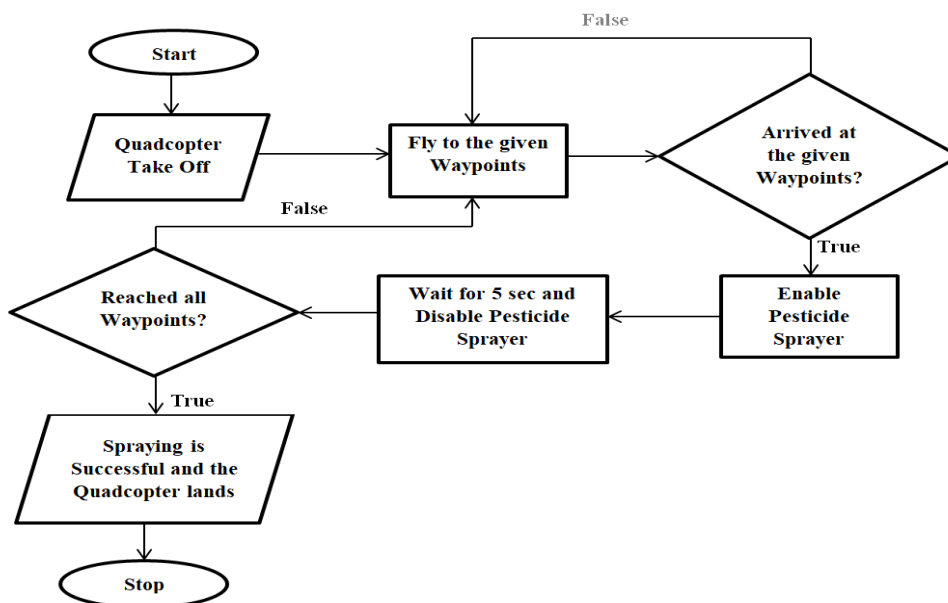 Start
Quadcopter
Take Off
Fly to the given
Waypoints
False
Arrived at
the given
Waypoints?
True
Enable
Pesticide
Sprayer
Wait for 5 sec and
Disable Pesticide
Sprayer
Reached all
Waypoints?
False
True
Spraying is
Successful and the
Quadcopter lands
Stop